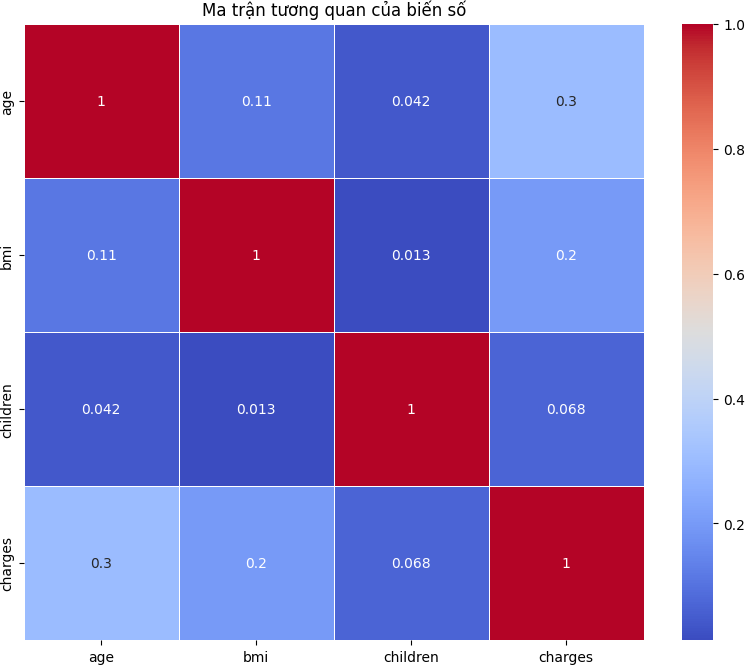 Ma trận tương quan của biến số
age
1
0.11
0.042
0.3
bmi
0.11
1
0.013
0.2
children
0.042
0.013
1
0.068
charges
0.3
0.2
0.068
1
age
bmi
children
charges
1.0
0.8
0.6
0.4
0.2